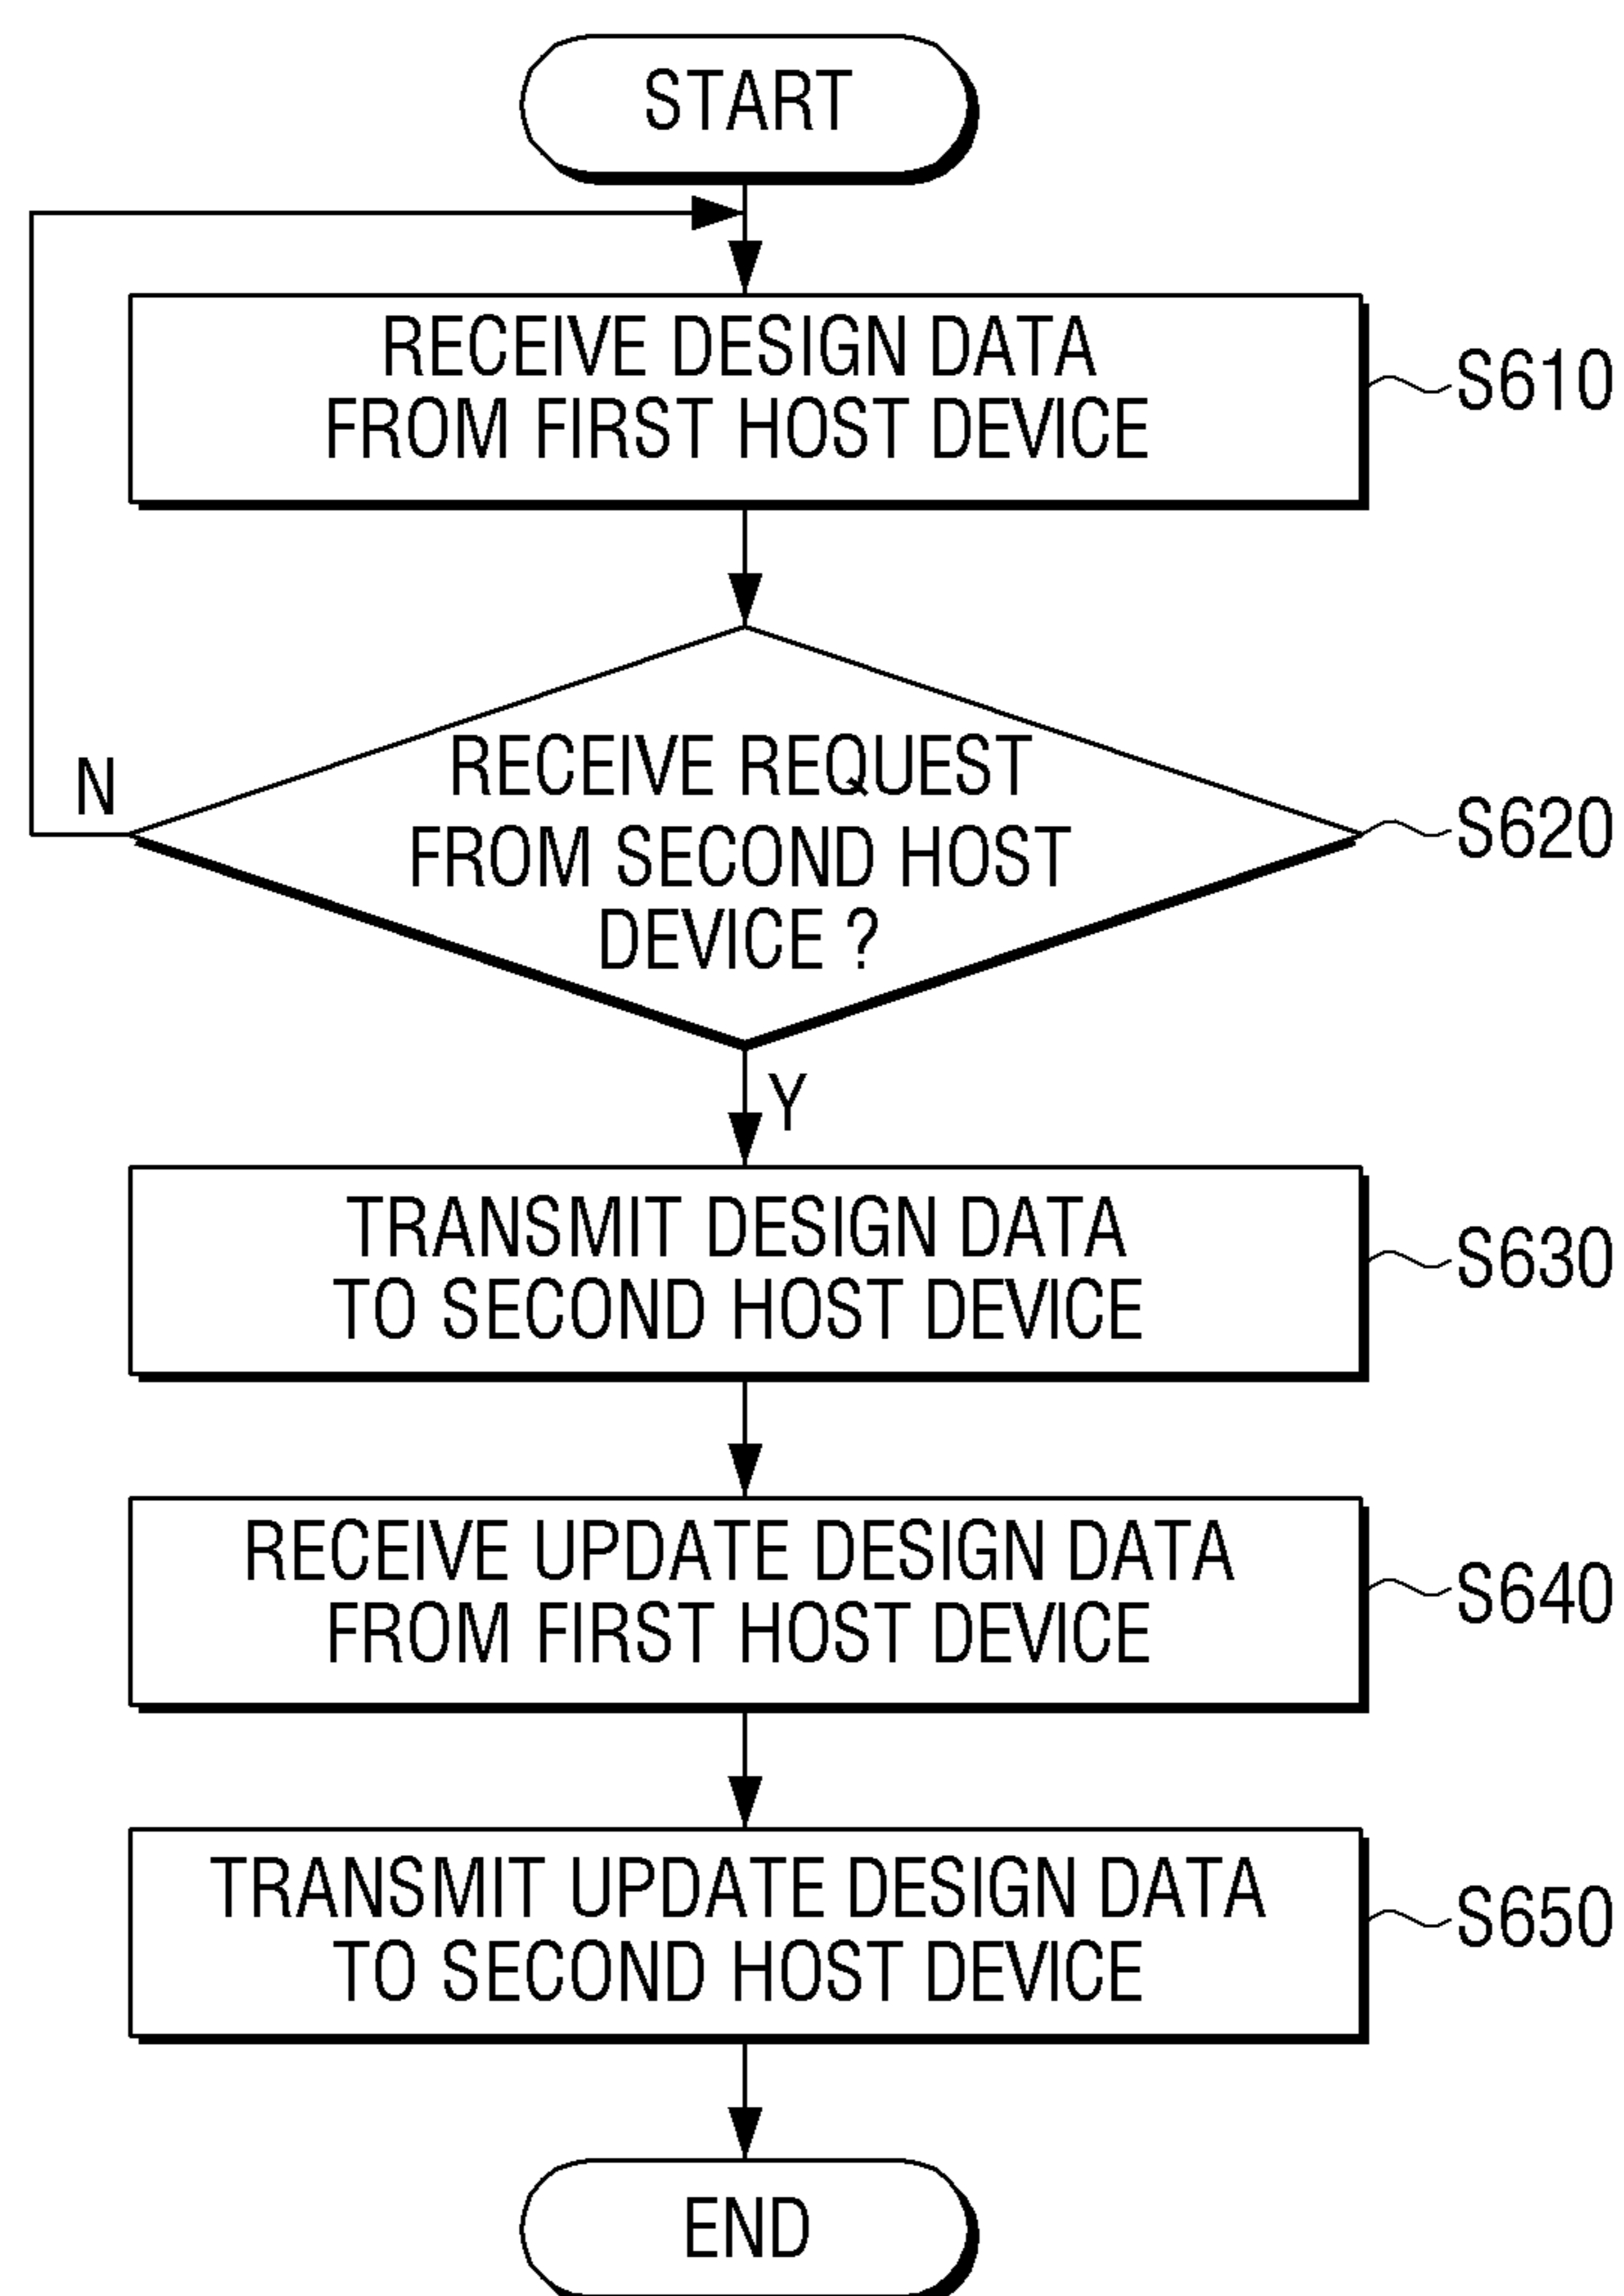 START
RECEIVE DESIGN DATA
FROM FIRST HOST DEVICE
S610
RECEIVE REQUEST
FROM SECOND HOST
DEVICE ?
S620
N
Y
TRANSMIT DESIGN DATA
TO SECOND HOST DEVICE
S630
RECEIVE UPDATE DESIGN DATA
FROM FIRST HOST DEVICE
S640
TRANSMIT UPDATE DESIGN DATA
TO SECOND HOST DEVICE
S650
END